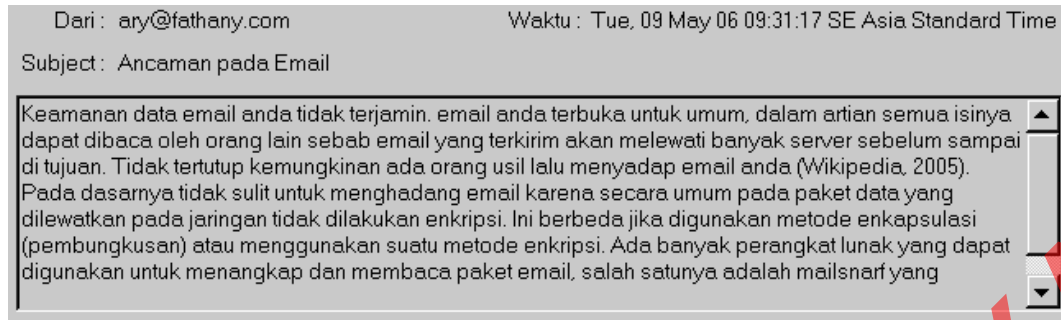 Dari : ary@fathany.com Waktu : Tue, 09 May 06 09:31:17 SE Asia Standard Time
Subject : Ancaman pada Email
Keamanan data email anda tidak terjamin. email anda terbuka untuk umum, dalam artian semua isinya
dapat dibaca oleh orang lain sebab email yang terkirim akan melewati banyak server sebelum sampai
di tujuan. Tidak tertutup kemungkinan ada orang usil lalu menyadap email anda (Wikipedia, 2005).
Pada dasarnya tidak sulit untuk menghadang email karena secara umum pada paket data yang
dilewatkan pada jaringan tidak dilakukan enkripsi. Ini berbeda jika digunakan metode enkapsulasi
(pembungkusan) atau menggunakan suatu metode enkripsi. Ada banyak perangkat lunak yang dapat
digunakan untuk menangkap dan membaca paket email, salah satunya adalah mailsnarf yang